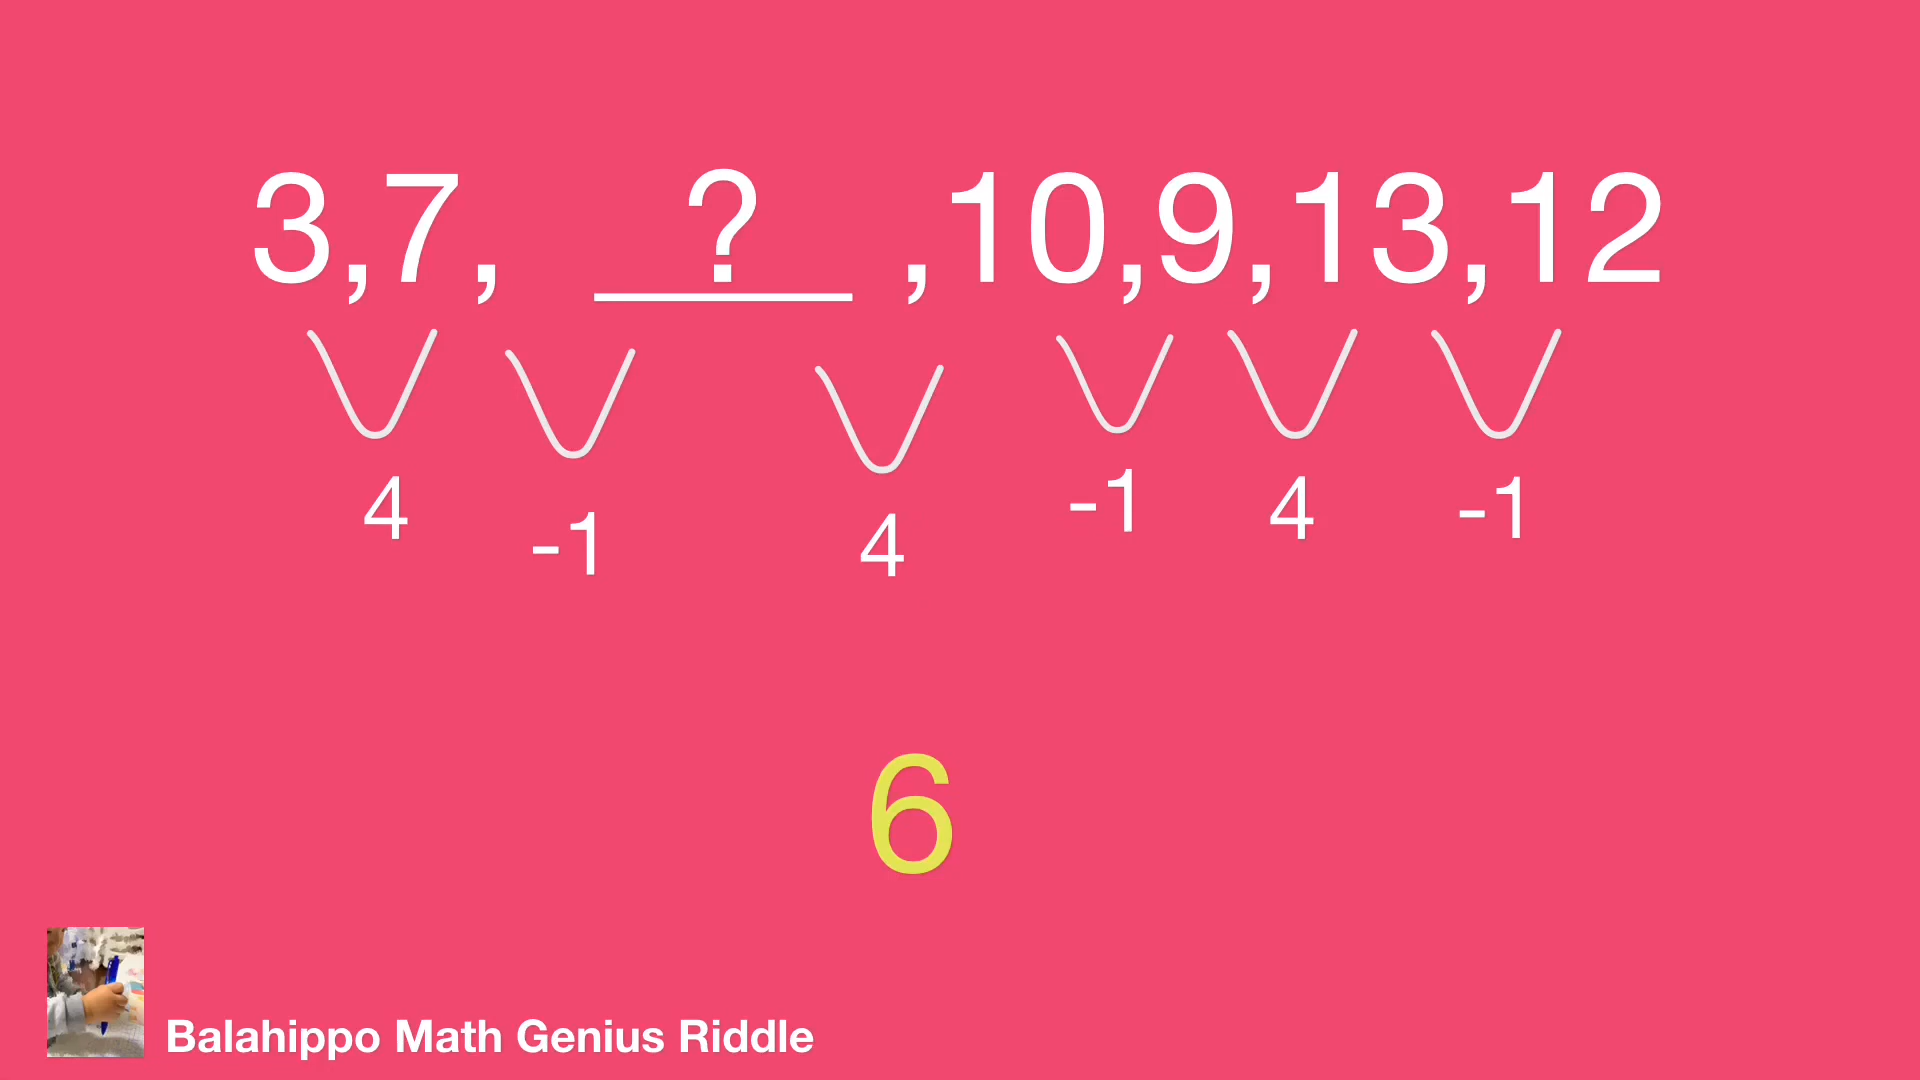 3,7, ? ,10,9,13,12
4 -1 4 -1 4 -1
6
Balahippo Math Genius Riddle